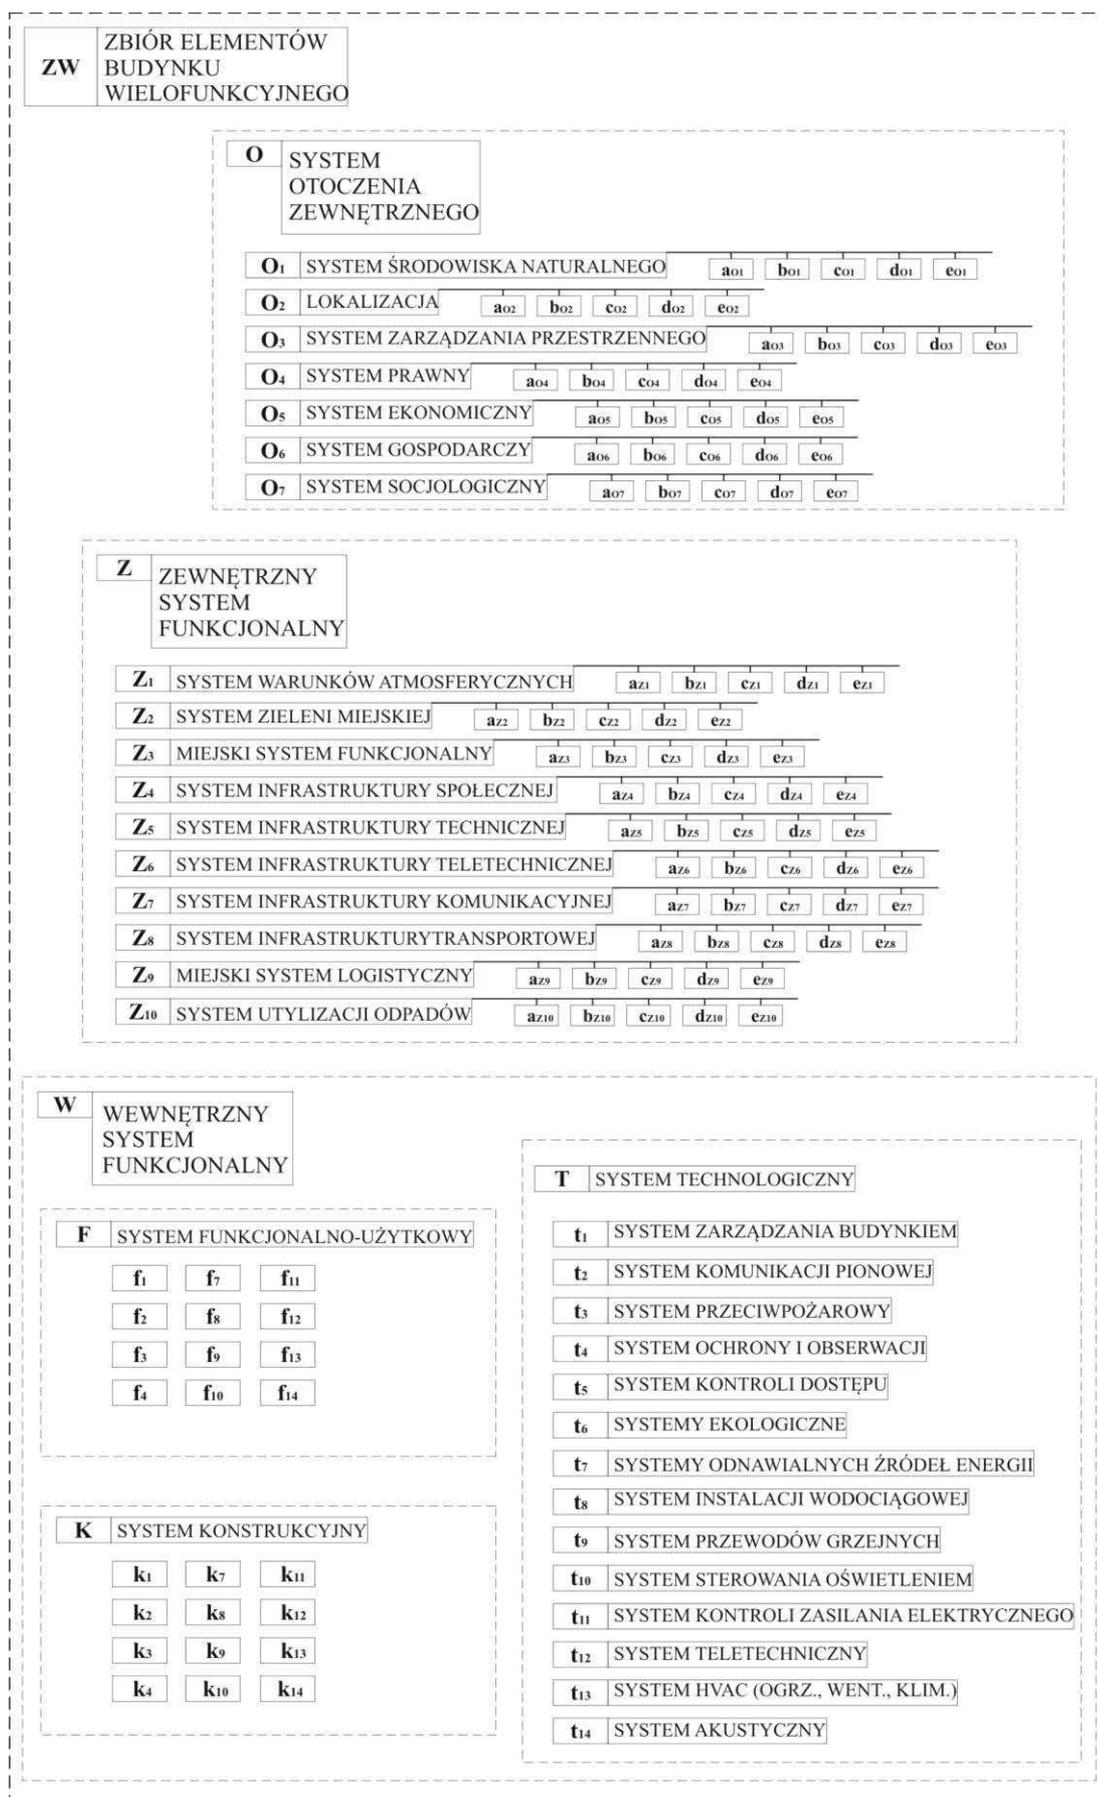 ZW
ZBIÓR ELEMENTÓW
BUDYNKU
WIELOFUNKCYJNEGO
O
SYSTEM
OTOCZENIA
ZEWNĘTRZNEGO
O1 SYSTEM ŚRODOWISKA NATURALNEGO aO1 bO1 cO1 dO1 eO1
O2 LOKALIZACJA aO2 bO2 cO2 dO2 eO2
O3 SYSTEM ZARZĄDZANIA PRZESTRZENNEGO aO3 bO3 cO3 dO3 eO3
O4 SYSTEM PRAWNY aO4 bO4 cO4 dO4 eO4
O5 SYSTEM EKONOMICZNY aO5 bO5 cO5 dO5 eO5
O6 SYSTEM GOSPODARCZY aO6 bO6 cO6 dO6 eO6
O7 SYSTEM SOCJOLOGICZNY aO7 bO7 cO7 dO7 eO7
Z
ZEWNĘTRZNY
SYSTEM
FUNKCJONALNY
Z1 SYSTEM WARUNKÓW ATMOSFERYCZNYCH aZ1 bZ1 cZ1 dZ1 eZ1
Z2 SYSTEM ZIELENI MIEJSKIEJ aZ2 bZ2 cZ2 dZ2 eZ2
Z3 MIEJSKI SYSTEM FUNKCJONALNY aZ3 bZ3 cZ3 dZ3 eZ3
Z4 SYSTEM INFRASTRUKTURY SPOŁECZNEJ aZ4 bZ4 cZ4 dZ4 eZ4
Z5 SYSTEM INFRASTRUKTURY TECHNICZNEJ aZ5 bZ5 cZ5 dZ5 eZ5
Z6 SYSTEM INFRASTRUKTURY TELETECHNICZNEJ aZ6 bZ6 cZ6 dZ6 eZ6
Z7 SYSTEM INFRASTRUKTURY KOMUNIKACYJNEJ aZ7 bZ7 cZ7 dZ7 eZ7
Z8 SYSTEM INFRASTRUKTURYTRANSPORTOWEJ aZ8 bZ8 cZ8 dZ8 eZ8
Z9 MIEJSKI SYSTEM LOGISTYCZNY aZ9 bZ9 cZ9 dZ9 eZ9
Z10 SYSTEM UTYLIZACJI ODPADÓW aZ10 bZ10 cZ10 dZ10 eZ10
W
WEWNĘTRZNY
SYSTEM
FUNKCJONALNY
F SYSTEM FUNKCJONALNO-UŻYTKOWY
f1 f7 f11
f2 f8 f12
f3 f9 f13
f4 f10 f14
K SYSTEM KONSTRUKCYJNY
k1 k7 k11
k2 k8 k12
k3 k9 k13
k4 k10 k14
T SYSTEM TECHNOLOGICZNY
t1 SYSTEM ZARZĄDZANIA BUDYNKIEM
t2 SYSTEM KOMUNIKACJI PIONOWEJ
t3 SYSTEM PRZECIWPOŻAROWY
t4 SYSTEM OCHRONY I OBSERWACJI
t5 SYSTEM KONTROLI DOSTĘPU
t6 SYSTEMY EKOLOGICZNE
t7 SYSTEMY ODNAWIALNYCH ŹRÓDEŁ ENERGII
t8 SYSTEM INSTALACJI WODOCIĄGOWEJ
t9 SYSTEM PRZEWODÓW GRZEJNYCH
t10 SYSTEM STEROWANIA OŚWIETLENIEM
t11 SYSTEM KONTROLI ZASILANIA ELEKTRYCZNEGO
t12 SYSTEM TELETECHNICZNY
t13 SYSTEM HVAC (OGRZ., WENT., KLIM.)
t14 SYSTEM AKUSTYCZNY